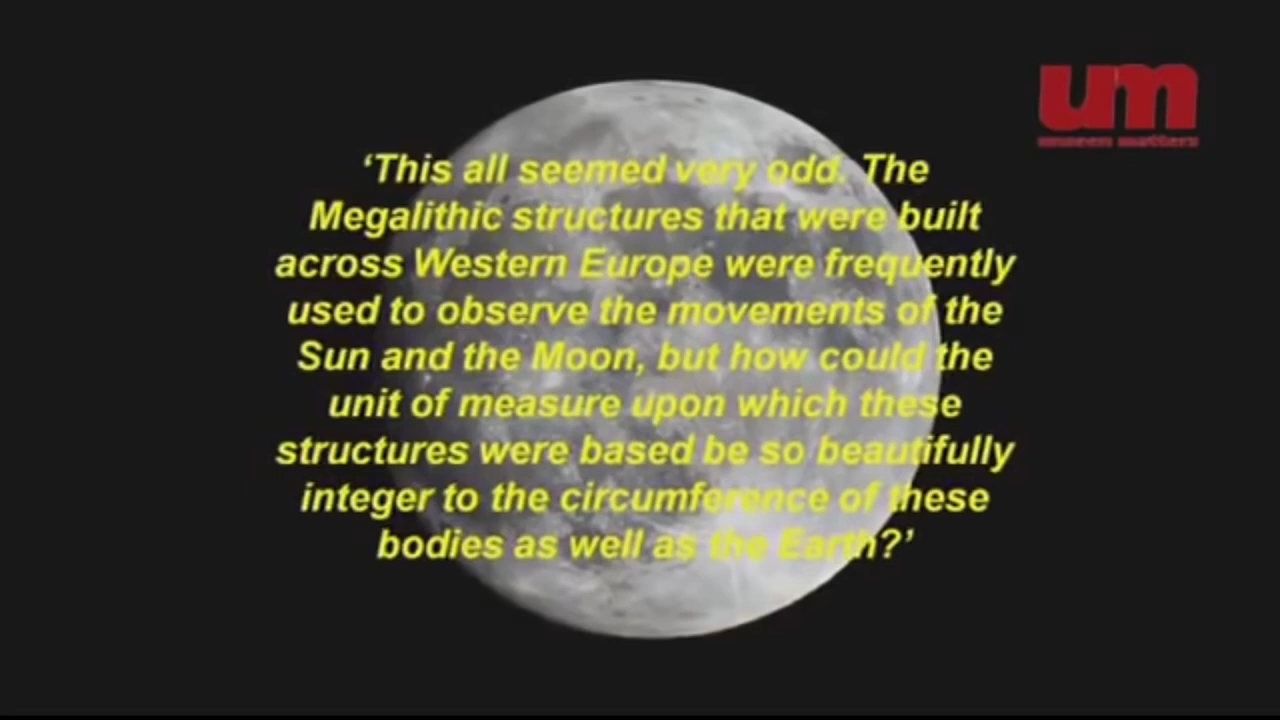 um
unseen matters
‘This all seemed very odd. The
Megalithic structures that were built
across Western Europe were frequently
used to observe the movements of the
Sun and the Moon, but how could the
unit of measure upon which these
structures were based be so beautifully
integer to the circumference of these
bodies as well as the Earth?’